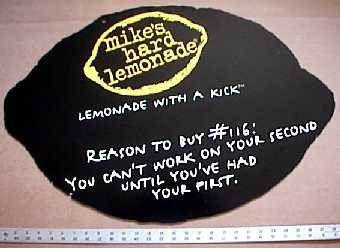 mike's
hard
lemonade
LEMONADE WITH A KICK™
REASON TO BUY #116:
YOU CAN'T WORK ON YOUR SECOND
UNTIL YOU'VE HAD
YOUR FIRST.